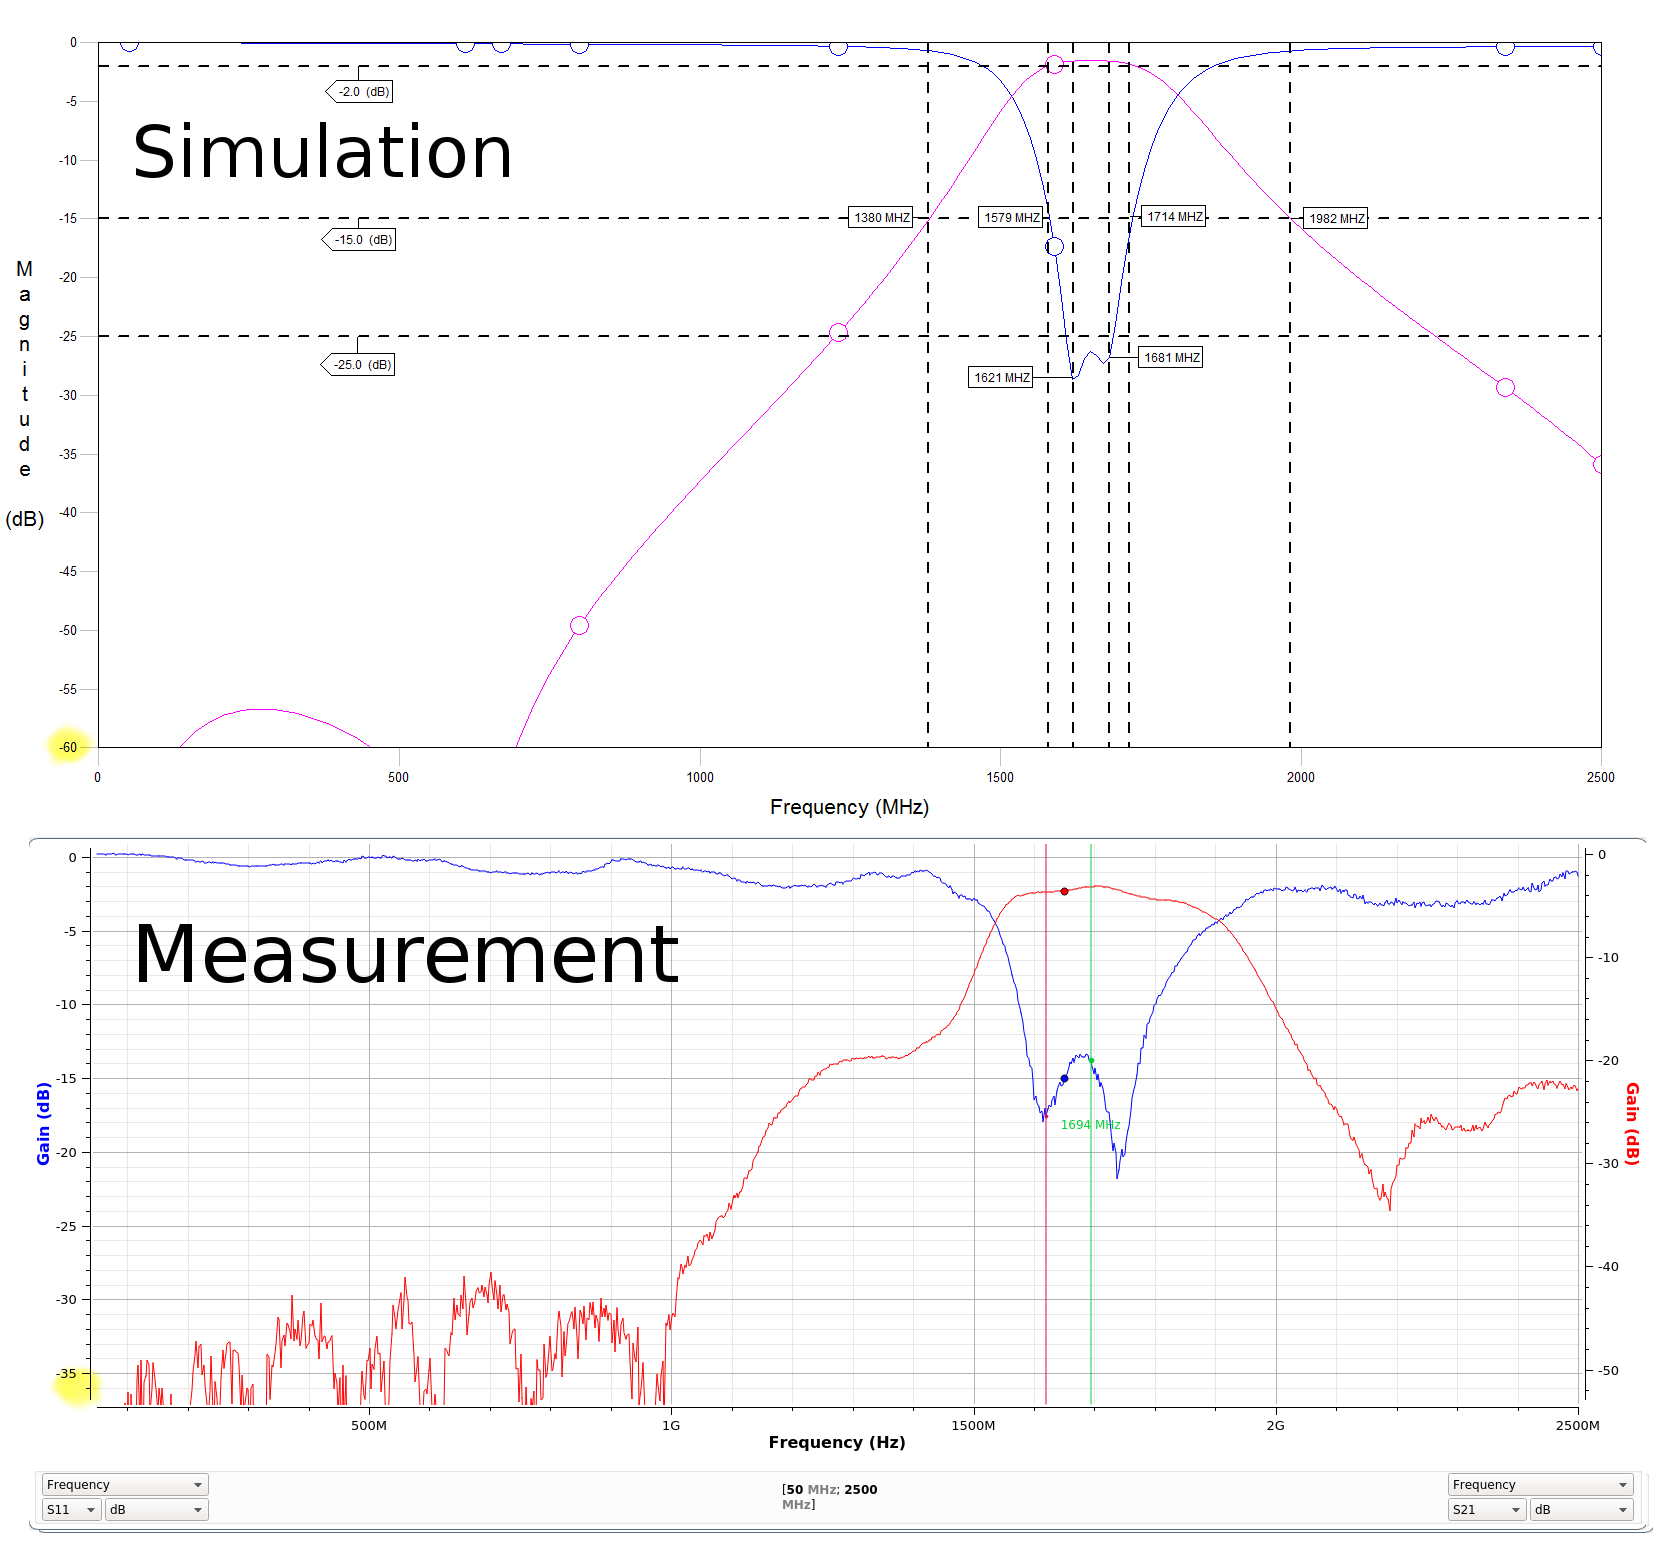 0
-2.0 (dB)
-5
Simulation
-10
-15
1380 MHZ
1579 MHZ
1714 MHZ
1982 MHZ
-15.0 (dB)
Magnitude
(dB)
-20
-25
-25.0 (dB)
1681 MHZ
1621 MHZ
-30
-35
-40
-45
-50
-55
-60
0 500 1000 1500 2000 2500
Frequency (MHz)
0
-5
-10
-15
-20
-25
-30
-35
Gain (dB)
Measurement
1694 MHz
0
-10
-20
-30
-40
-50
Gain (dB)
500M 1G 1500M 2G 2500M
Frequency (Hz)
Frequency
S11 dB
[50 MHz; 2500
MHz]
Frequency
S21 dB